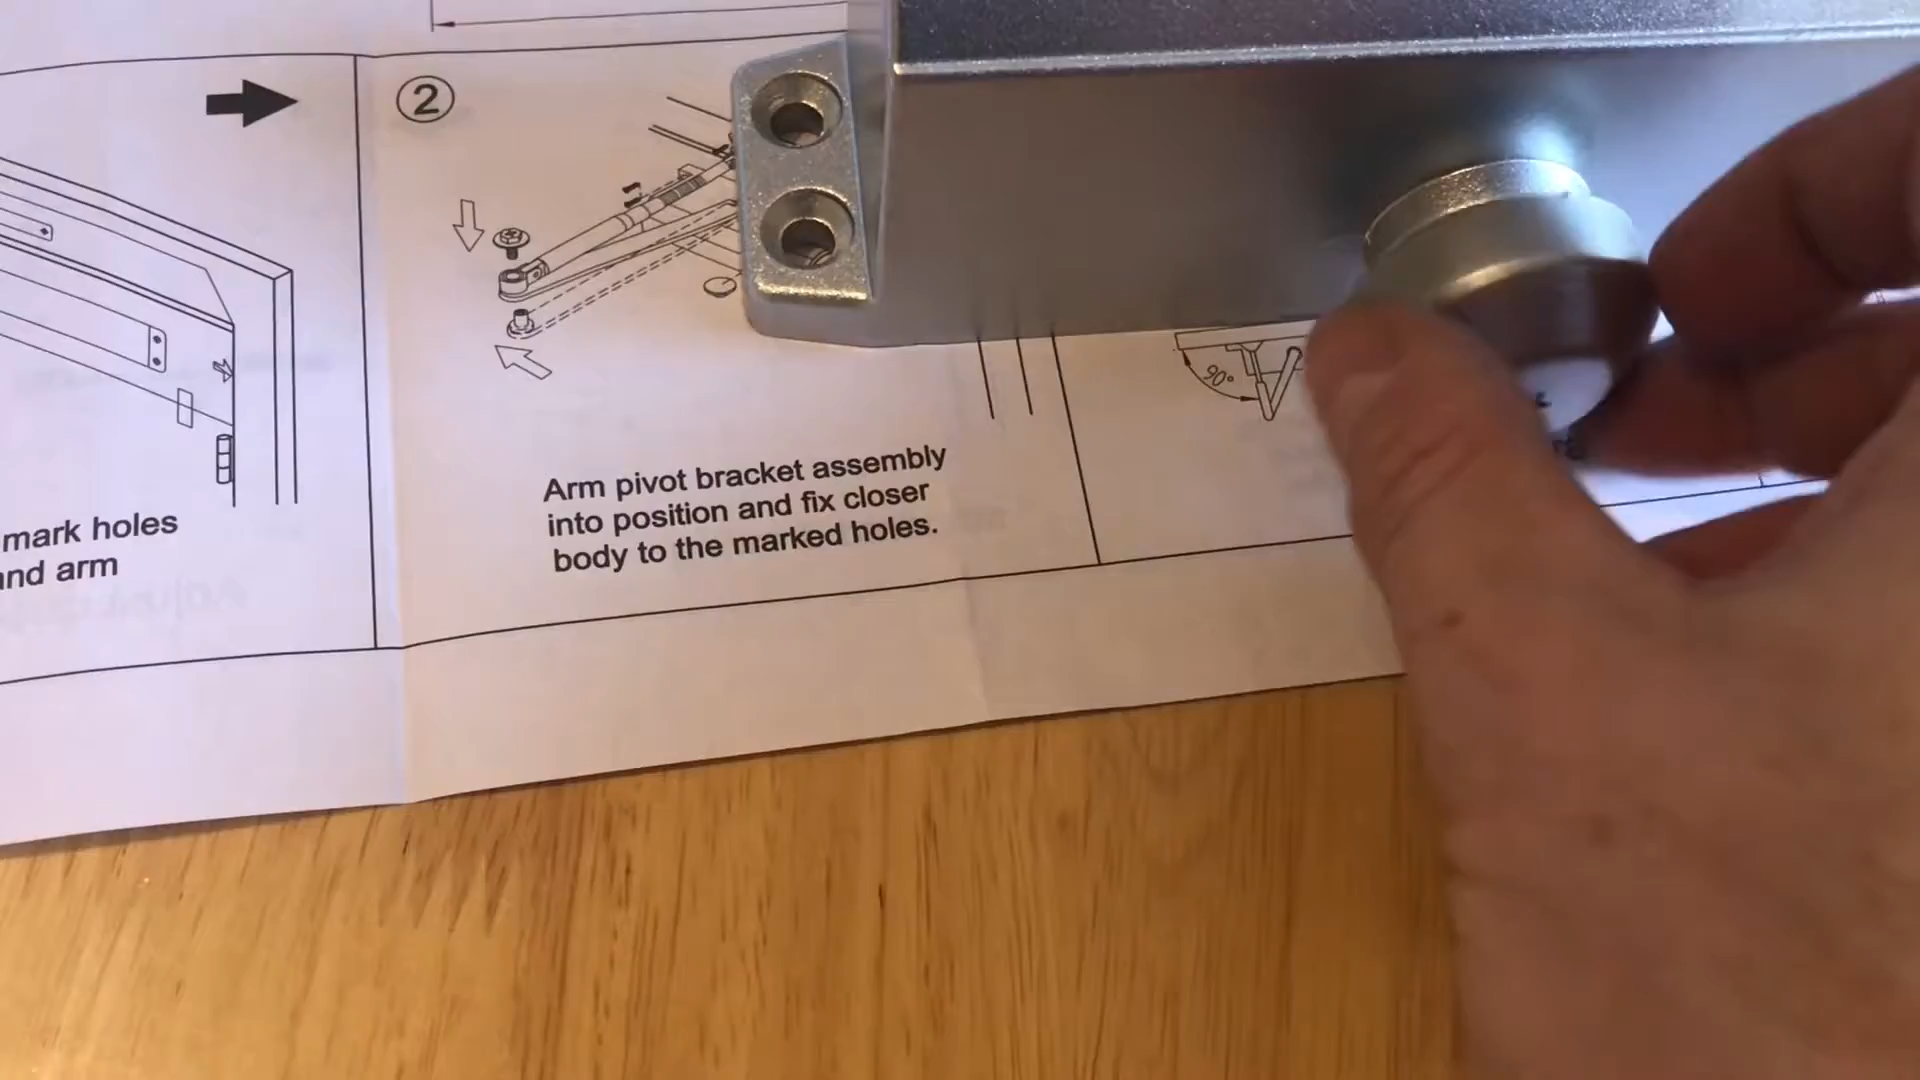 2
Arm pivot bracket assembly
into position and fix closer
body to the marked holes.
mark holes
and arm
90°